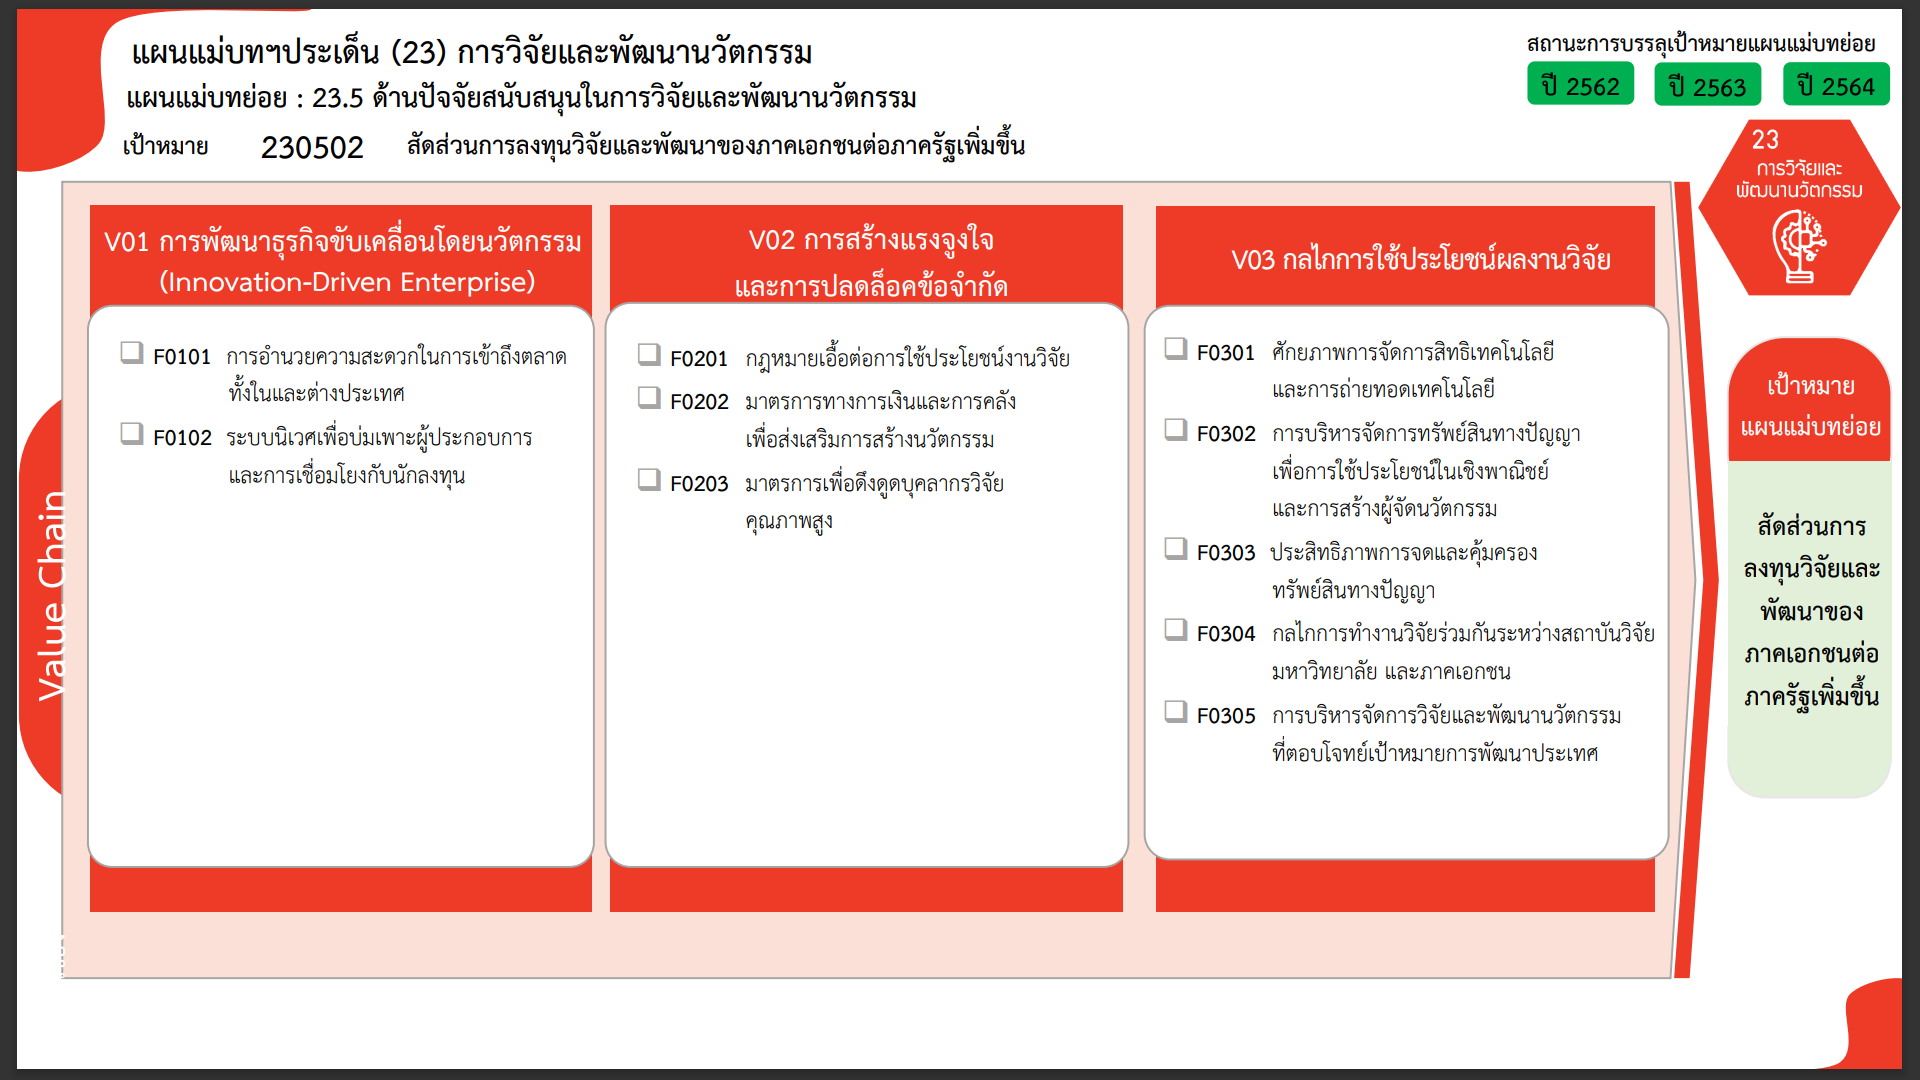 แผนแม่บทฯประเด็น (23) การวิจัยและพัฒนานวัตกรรม
แผนแม่บทย่อย : 23.5 ด้านปัจจัยสนับสนุนในการวิจัยและพัฒนานวัตกรรม
เป้าหมาย 230502 สัดส่วนการลงทุนวิจัยและพัฒนาของภาคเอกชนต่อภาครัฐเพิ่มขึ้น
สถานะการบรรลุเป้าหมายแผนแม่บทย่อย
ปี 2562 ปี 2563 ปี 2564
23
การวิจัยและ
พัฒนานวัตกรรม
Value Chain
V01 การพัฒนาธุรกิจขับเคลื่อนโดยนวัตกรรม
(Innovation-Driven Enterprise)
F0101 การอำนวยความสะดวกในการเข้าถึงตลาด
ทั้งในและต่างประเทศ
F0102 ระบบนิเวศเพื่อบ่มเพาะผู้ประกอบการ
และการเชื่อมโยงกับนักลงทุน
V02 การสร้างแรงจูงใจ
และการปลดล็อคข้อจำกัด
F0201 กฎหมายเอื้อต่อการใช้ประโยชน์งานวิจัย
F0202 มาตรการทางการเงินและการคลัง
เพื่อส่งเสริมการสร้างนวัตกรรม
F0203 มาตรการเพื่อดึงดูดบุคลากรวิจัย
คุณภาพสูง
V03 กลไกการใช้ประโยชน์ผลงานวิจัย
F0301 ศักยภาพการจัดการสิทธิเทคโนโลยี
และการถ่ายทอดเทคโนโลยี
F0302 การบริหารจัดการทรัพย์สินทางปัญญา
เพื่อการใช้ประโยชน์ในเชิงพาณิชย์
และการสร้างผู้จัดนวัตกรรม
F0303 ประสิทธิภาพการจดและคุ้มครอง
ทรัพย์สินทางปัญญา
F0304 กลไกการทำงานวิจัยร่วมกันระหว่างสถาบันวิจัย
มหาวิทยาลัย และภาคเอกชน
F0305 การบริหารจัดการวิจัยและพัฒนานวัตกรรม
ที่ตอบโจทย์เป้าหมายการพัฒนาประเทศ
เป้าหมาย
แผนแม่บทย่อย
สัดส่วนการ
ลงทุนวิจัยและ
พัฒนาของ
ภาคเอกชนต่อ
ภาครัฐเพิ่มขึ้น